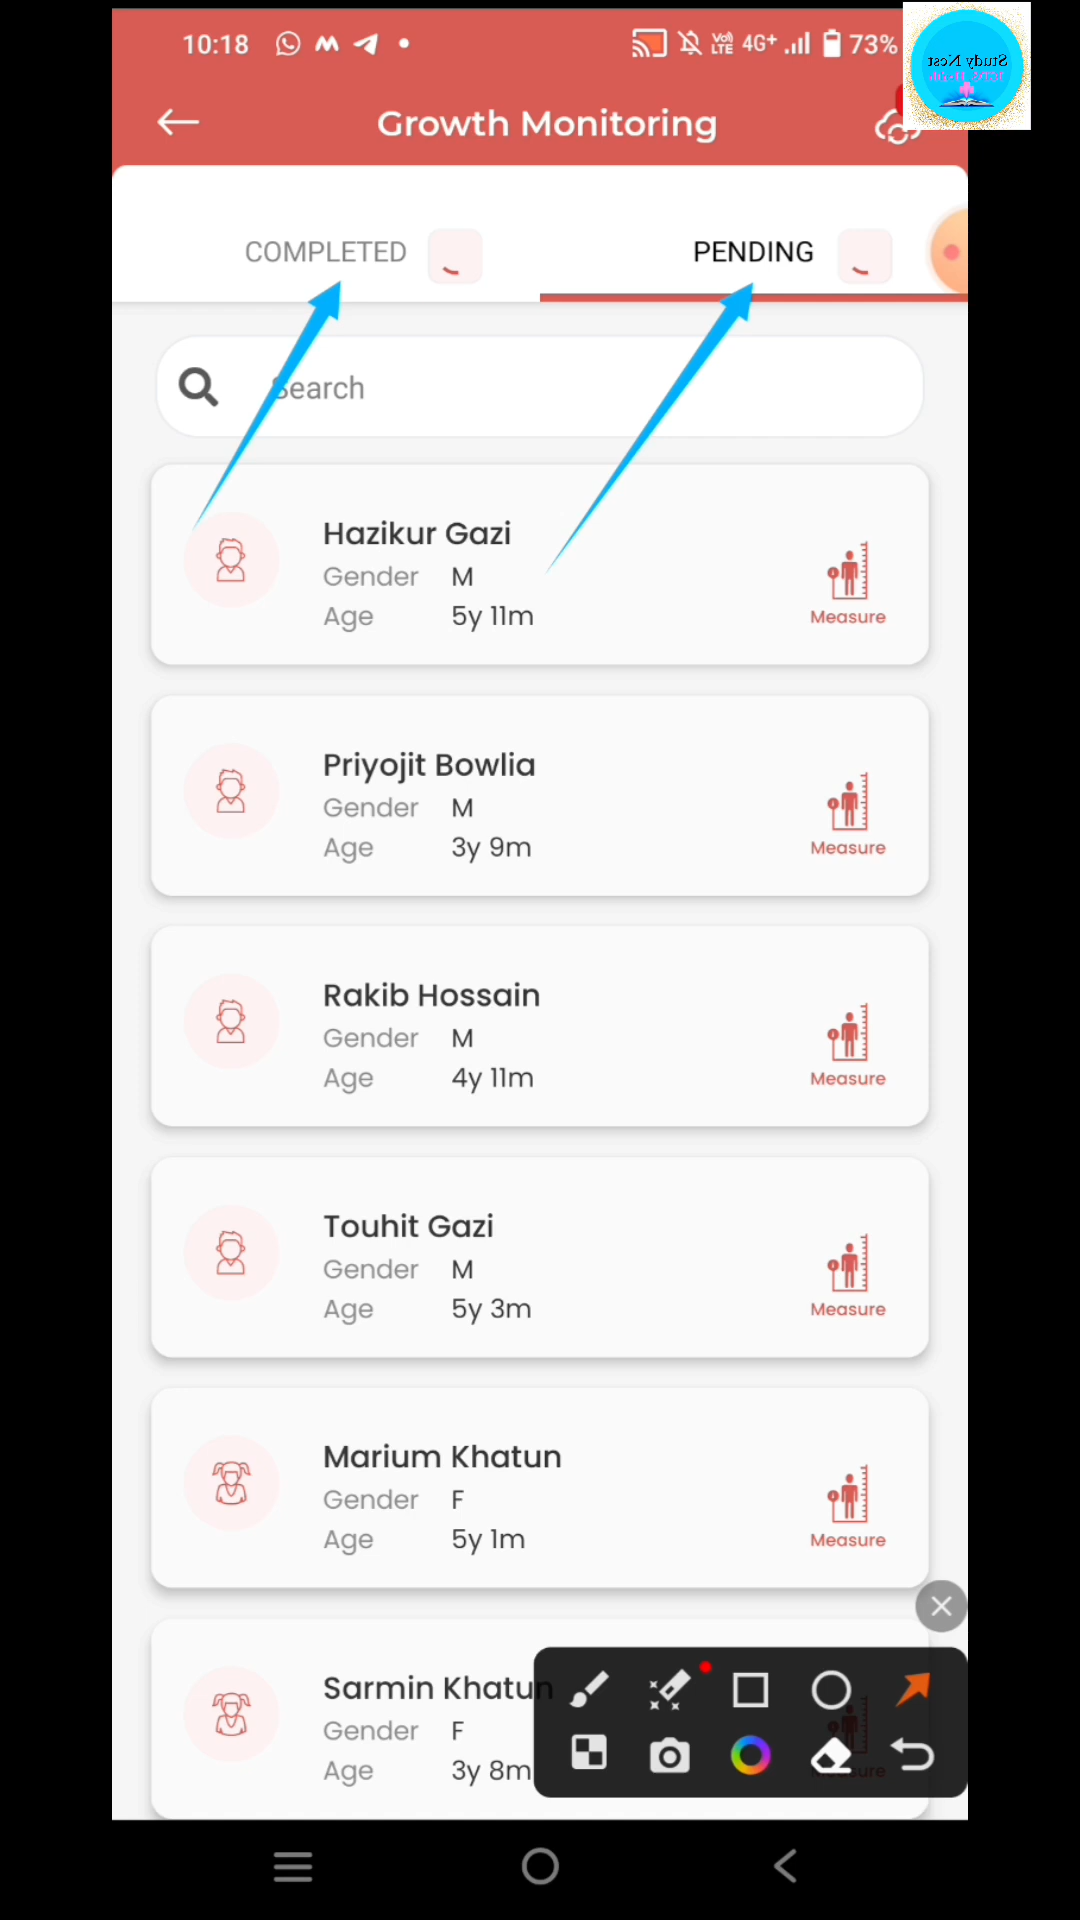 10:18
4G+ 73%
Growth Monitoring
COMPLETED
PENDING
Search
Hazikur Gazi
Gender M
Age 5y 11m
Measure
Priyojit Bowlia
Gender M
Age 3y 9m
Measure
Rakib Hossain
Gender M
Age 4y 11m
Measure
Touhit Gazi
Gender M
Age 5y 3m
Measure
Marium Khatun
Gender F
Age 5y 1m
Measure
Sarmin Khatun
Gender F
Age 3y 8m
Study Nest